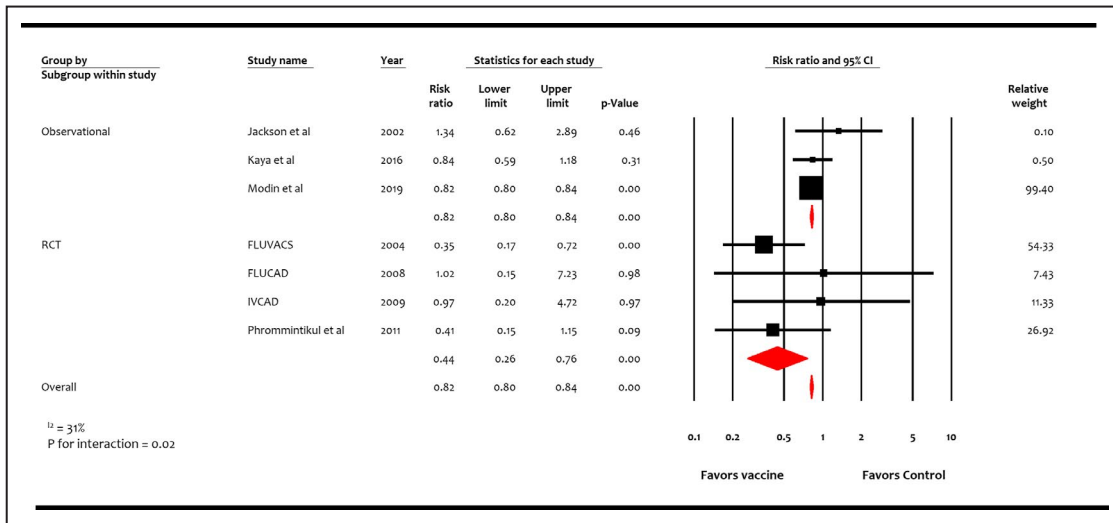 Group by Study name Year Statistics for each study Risk ratio and 95% CI
Subgroup within study
Risk ratio Lower limit Upper limit p-Value Relative weight
Observational Jackson et al 2002 1.34 0.62 2.89 0.46 0.10
Kaya et al 2016 0.84 0.59 1.18 0.31 0.50
Modin et al 2019 0.82 0.80 0.84 0.00 99.40
0.82 0.80 0.84 0.00
RCT FLUVACS 2004 0.35 0.17 0.72 0.00 54.33
FLUCAD 2008 1.02 0.15 7.23 0.98 7.43
IVCAD 2009 0.97 0.20 4.72 0.97 11.33
Phrommintikul et al 2011 0.41 0.15 1.15 0.09 26.92
0.44 0.26 0.76 0.00
Overall 0.82 0.80 0.84 0.00
I2 = 31%
P for interaction = 0.02
0.1 0.2 0.5 1 2 5 10
Favors vaccine Favors Control